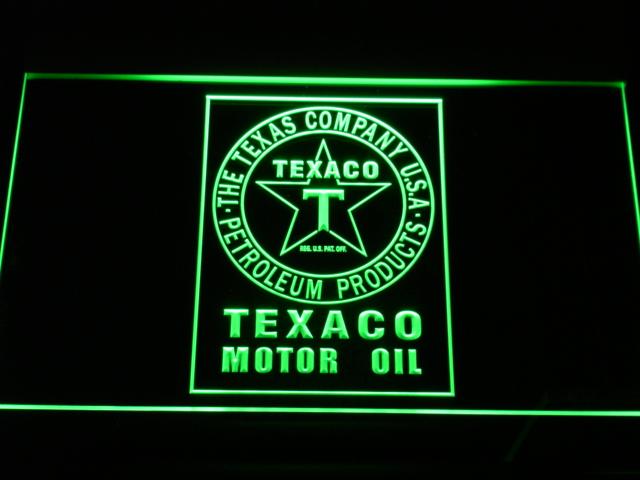 THE TEXAS COMPANY U.S.A.
TEXACO
T
REG. U.S. PAT. OFF.
PETROLEUM PRODUCTS
TEXACO
MOTOR OIL